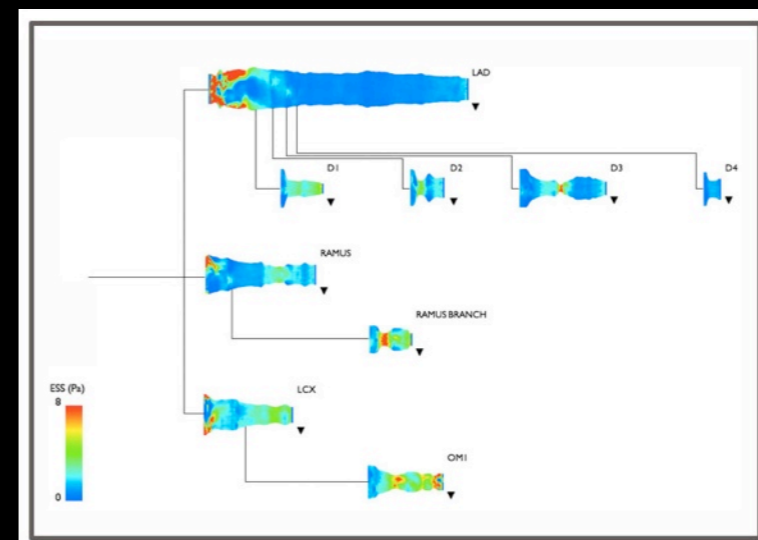 LAD
D1
D2
D3
D4
RAMUS
RAMUS BRANCH
ESS (Pa)
8
LCX
0
OM1